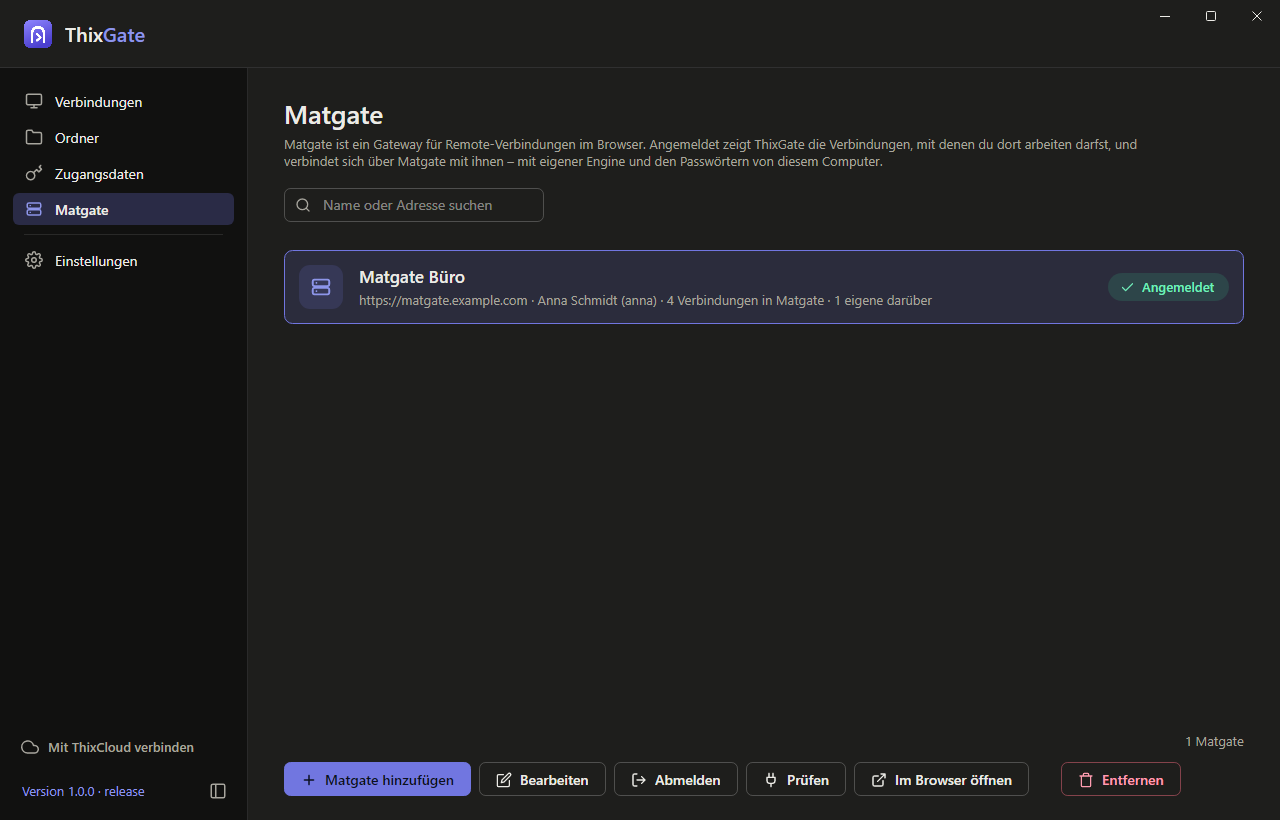 ThixGate
Verbindungen
Ordner
Zugangsdaten
Matgate
Einstellungen
Mit ThixCloud verbinden
Version 1.0.0 · release
Matgate
Matgate ist ein Gateway für Remote-Verbindungen im Browser. Angemeldet zeigt ThixGate die Verbindungen, mit denen du dort arbeiten darfst, und
verbindet sich über Matgate mit ihnen – mit eigener Engine und den Passwörtern von diesem Computer.
Name oder Adresse suchen
Matgate Büro
https://matgate.example.com · Anna Schmidt (anna) · 4 Verbindungen in Matgate · 1 eigene darüber
Angemeldet
1 Matgate
Matgate hinzufügen
Bearbeiten
Abmelden
Prüfen
Im Browser öffnen
Entfernen